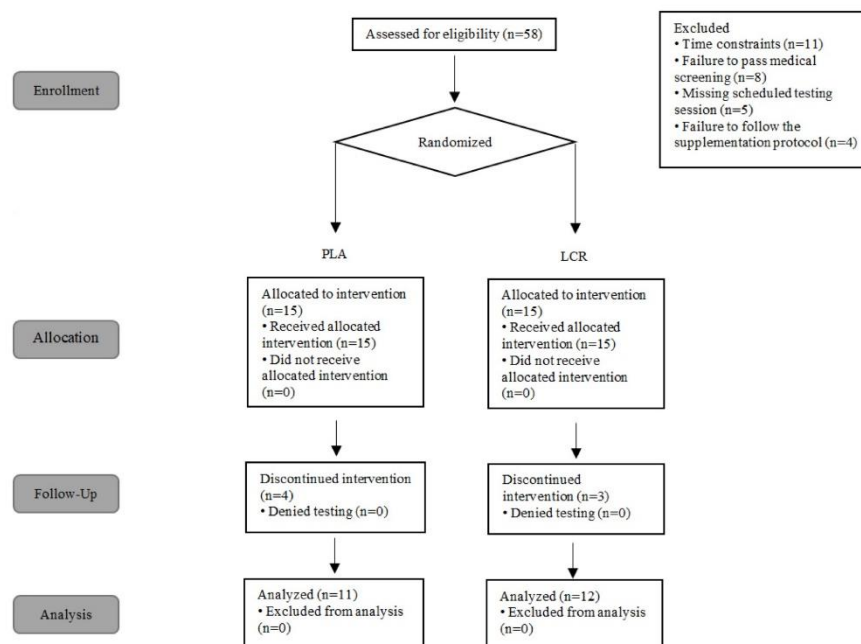 Assessed for eligibility (n=58)
Excluded
• Time constraints (n=11)
• Failure to pass medical
screening (n=8)
• Missing scheduled testing
session (n=5)
• Failure to follow the
supplementation protocol (n=4)
Enrollment
Randomized
PLA
LCR
Allocation
Allocated to intervention
(n=15)
• Received allocated
intervention (n=15)
• Did not receive
allocated intervention
(n=0)
Allocated to intervention
(n=15)
• Received allocated
intervention (n=15)
• Did not receive
allocated intervention
(n=0)
Follow-Up
Discontinued intervention
(n=4)
• Denied testing (n=0)
Discontinued
intervention (n=3)
• Denied testing (n=0)
Analysis
Analyzed (n=11)
• Excluded from analysis
(n=0)
Analyzed (n=12)
• Excluded from analysis
(n=0)